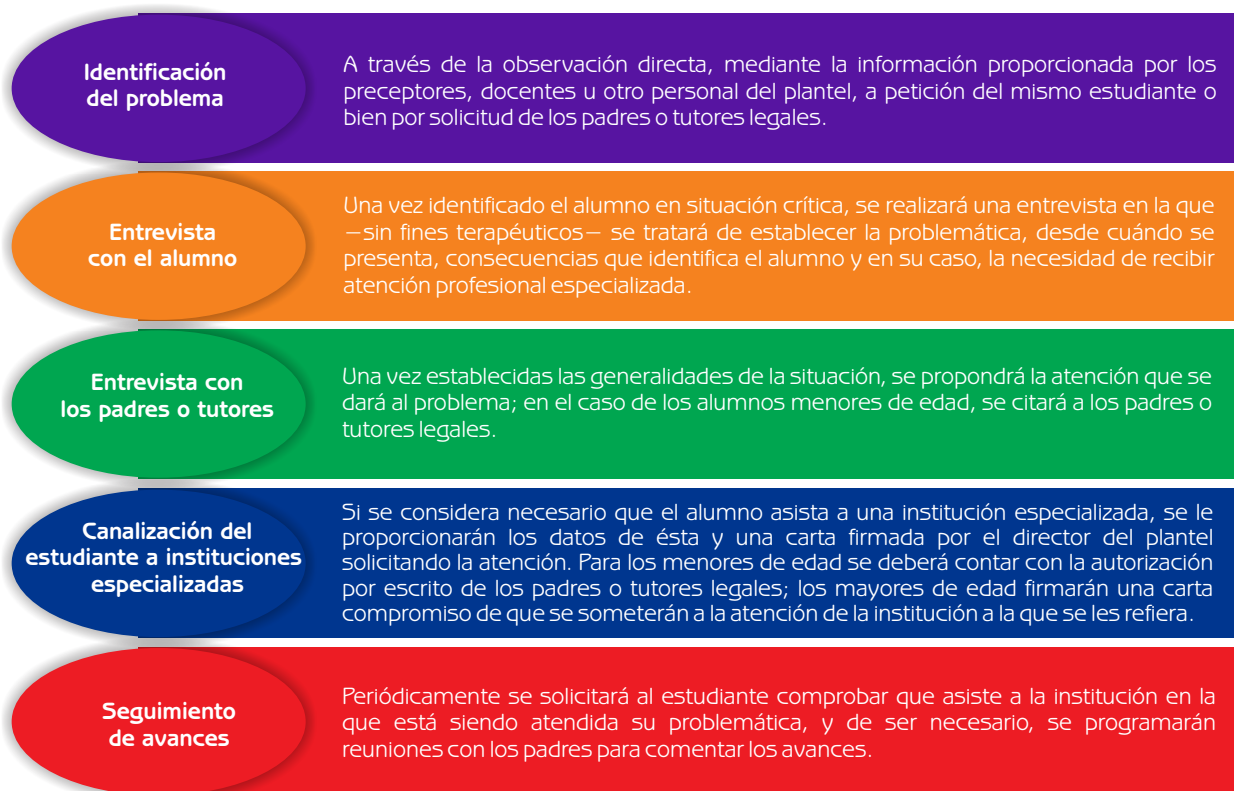 Identificación
del problema
A través de la observación directa, mediante la información proporcionada por los
preceptores, docentes u otro personal del plantel, a petición del mismo estudiante o
bien por solicitud de los padres o tutores legales.
Entrevista
con el alumno
Una vez identificado el alumno en situación crítica, se realizará una entrevista en la que
—sin fines terapéuticos— se tratará de establecer la problemática, desde cuándo se
presenta, consecuencias que identifica el alumno y en su caso, la necesidad de recibir
atención profesional especializada.
Entrevista con
los padres o tutores
Una vez establecidas las generalidades de la situación, se propondrá la atención que se
dará al problema; en el caso de los alumnos menores de edad, se citará a los padres o
tutores legales.
Canalización del
estudiante a instituciones
especializadas
Si se considera necesario que el alumno asista a una institución especializada, se le
proporcionarán los datos de ésta y una carta firmada por el director del plantel
solicitando la atención. Para los menores de edad se deberá contar con la autorización
por escrito de los padres o tutores legales; los mayores de edad firmarán una carta
compromiso de que se someterán a la atención de la institución a la que se les refiera.
Seguimiento
de avances
Periódicamente se solicitará al estudiante comprobar que asiste a la institución en la
que está siendo atendida su problemática, y de ser necesario, se programarán
reuniones con los padres para comentar los avances.